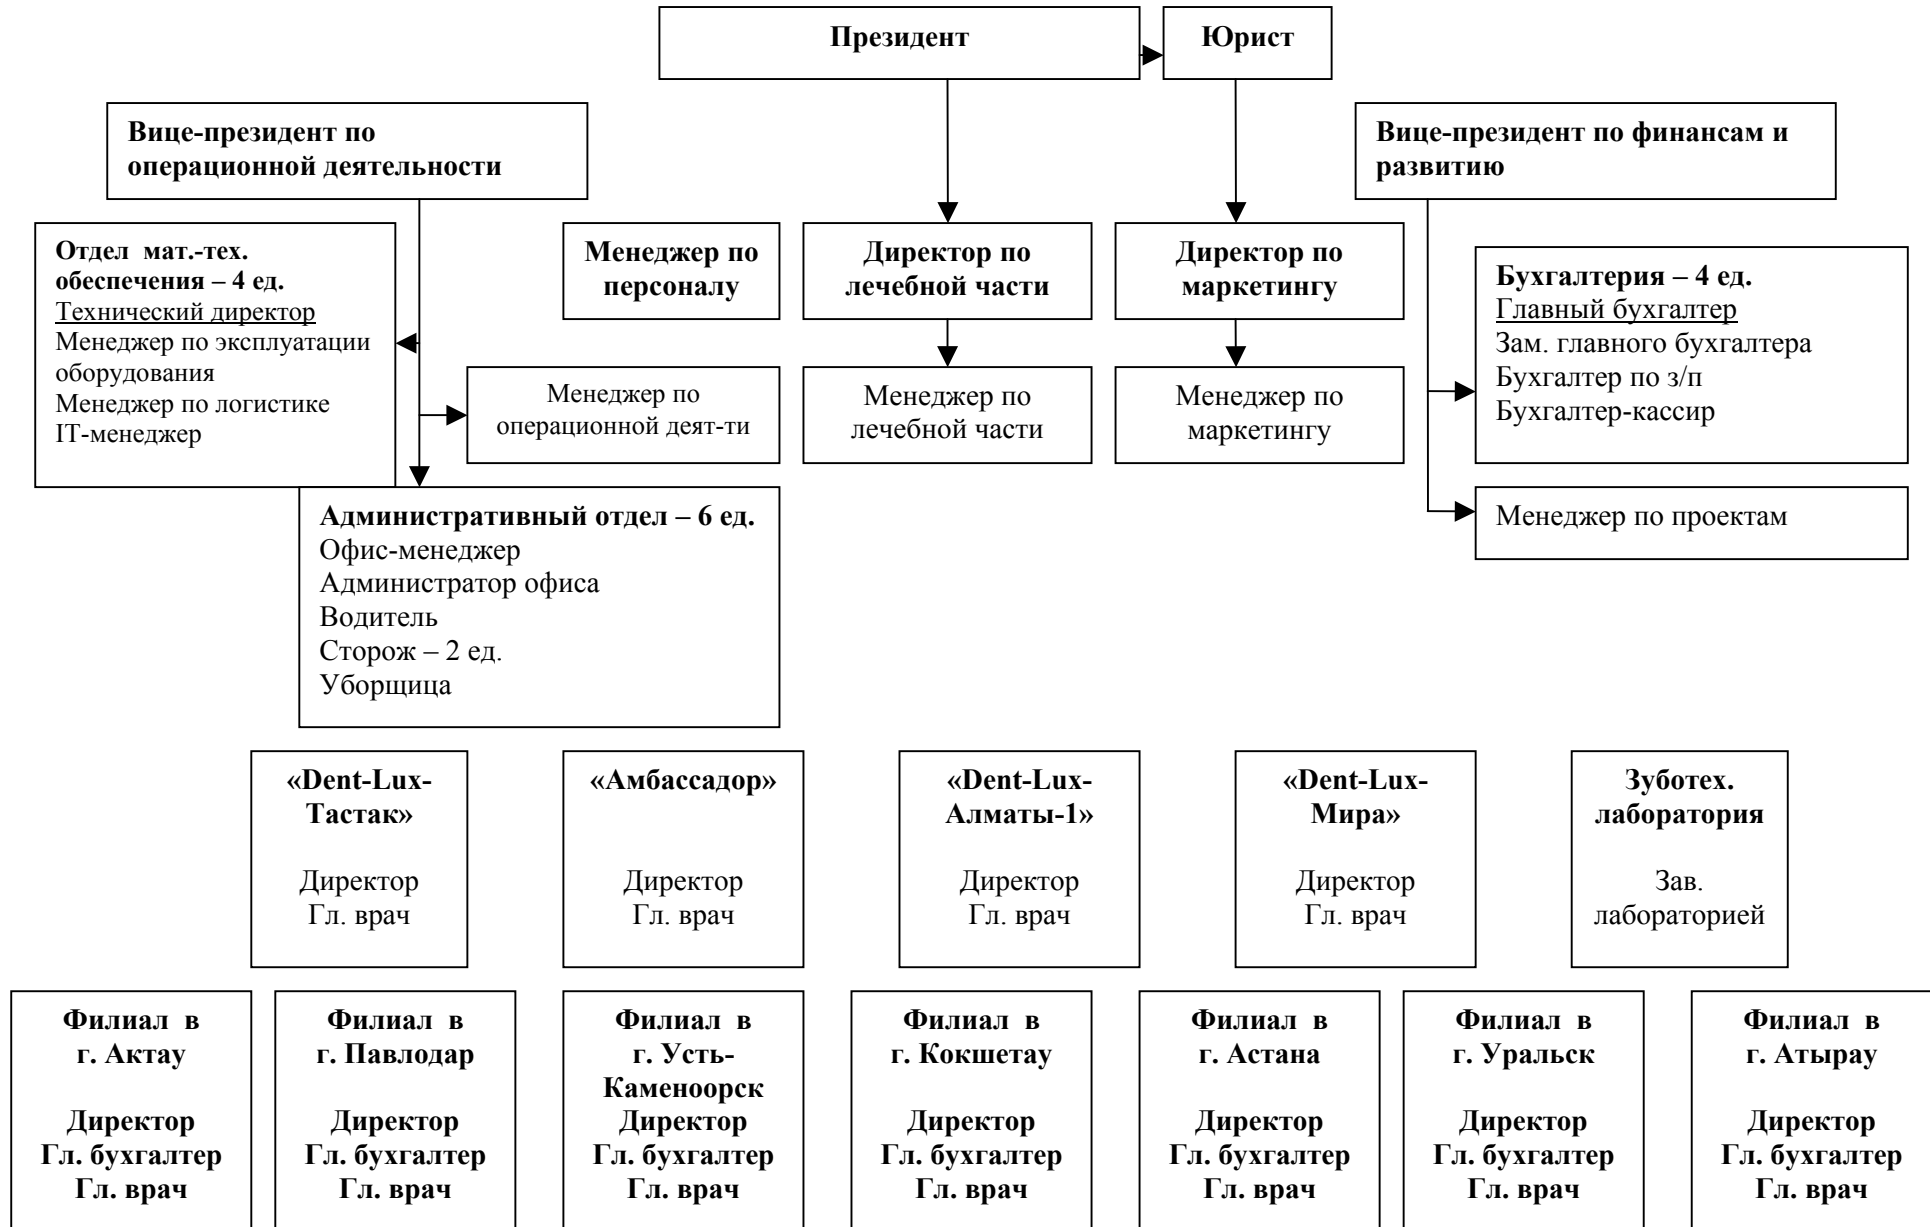 Президент
Юрист
Вице-президент по
операционной деятельности
Вице-президент по финансам и
развитию
Отдел мат.-тех.
обеспечения – 4 ед.
Технический директор
Менеджер по эксплуатации
оборудования
Менеджер по логистике
IT-менеджер
Менеджер по
персоналу
Директор по
лечебной части
Директор по
маркетингу
Бухгалтерия – 4 ед.
Главный бухгалтер
Зам. главного бухгалтера
Бухгалтер по з/п
Бухгалтер-кассир
Менеджер по
операционной деят-ти
Менеджер по
лечебной части
Менеджер по
маркетингу
Административный отдел – 6 ед.
Офис-менеджер
Администратор офиса
Водитель
Сторож – 2 ед.
Уборщица
Менеджер по проектам
«Dent-Lux-
Тастак»
Директор
Гл. врач
«Амбассадор»
Директор
Гл. врач
«Dent-Lux-
Алматы-1»
Директор
Гл. врач
«Dent-Lux-
Мира»
Директор
Гл. врач
Зуботех.
лаборатория
Зав.
лабораторией
Филиал в
г. Актау
Директор
Гл. бухгалтер
Гл. врач
Филиал в
г. Павлодар
Директор
Гл. бухгалтер
Гл. врач
Филиал в
г. Усть-
Каменоорск
Директор
Гл. бухгалтер
Гл. врач
Филиал в
г. Кокшетау
Директор
Гл. бухгалтер
Гл. врач
Филиал в
г. Астана
Директор
Гл. бухгалтер
Гл. врач
Филиал в
г. Уральск
Директор
Гл. бухгалтер
Гл. врач
Филиал в
г. Атырау
Директор
Гл. бухгалтер
Гл. врач